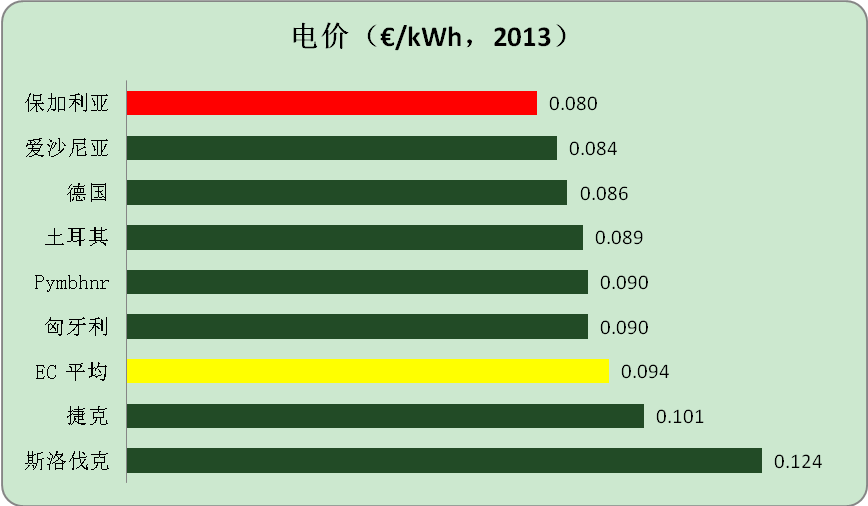 电价（€/kWh，2013）
保加利亚 0.080
爱沙尼亚 0.084
德国 0.086
土耳其 0.089
Pymbhnr 0.090
匈牙利 0.090
EC 平均 0.094
捷克 0.101
斯洛伐克 0.124